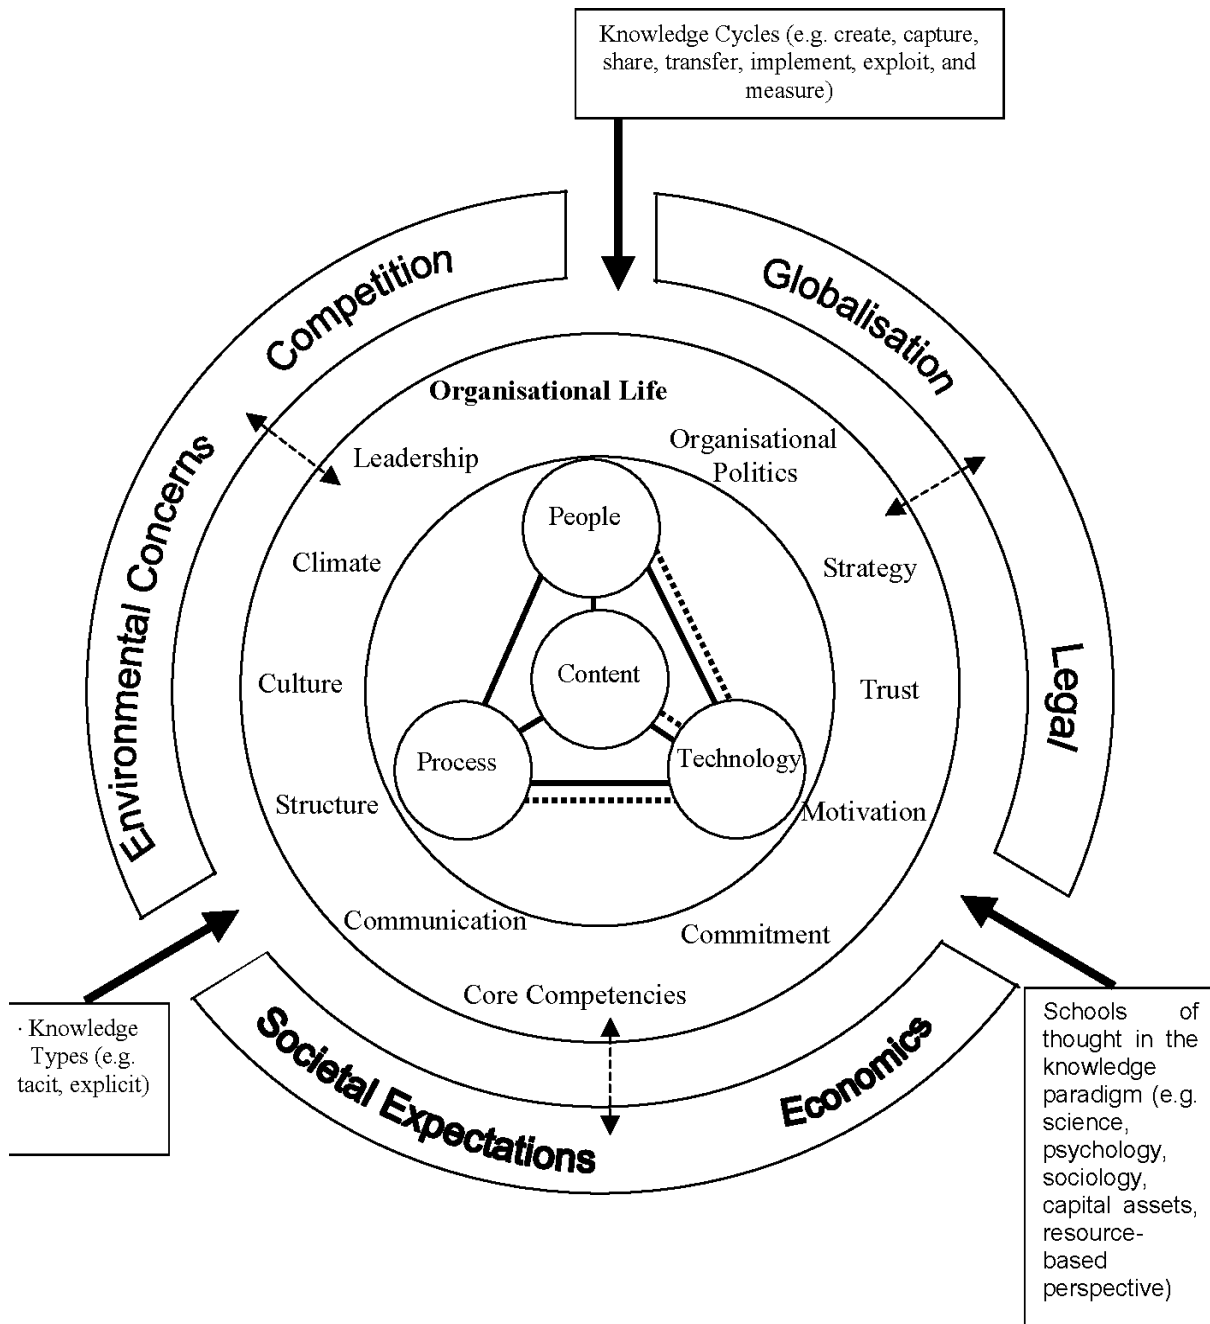 Knowledge Cycles (e.g. create, capture,
share, transfer, implement, exploit, and
measure)
Competition
Globalisation
Environmental Concerns
Legal
Organisational Life
Leadership
Organisational
Politics
Climate
Strategy
Culture
Trust
Structure
Motivation
Communication
Commitment
Core Competencies
People
Content
Process
Technology
Societal Expectations
Economics
· Knowledge
Types (e.g.
tacit, explicit)
Schools of
thought in the
knowledge
paradigm (e.g.
science,
psychology,
sociology,
capital assets,
resource-
based
perspective)